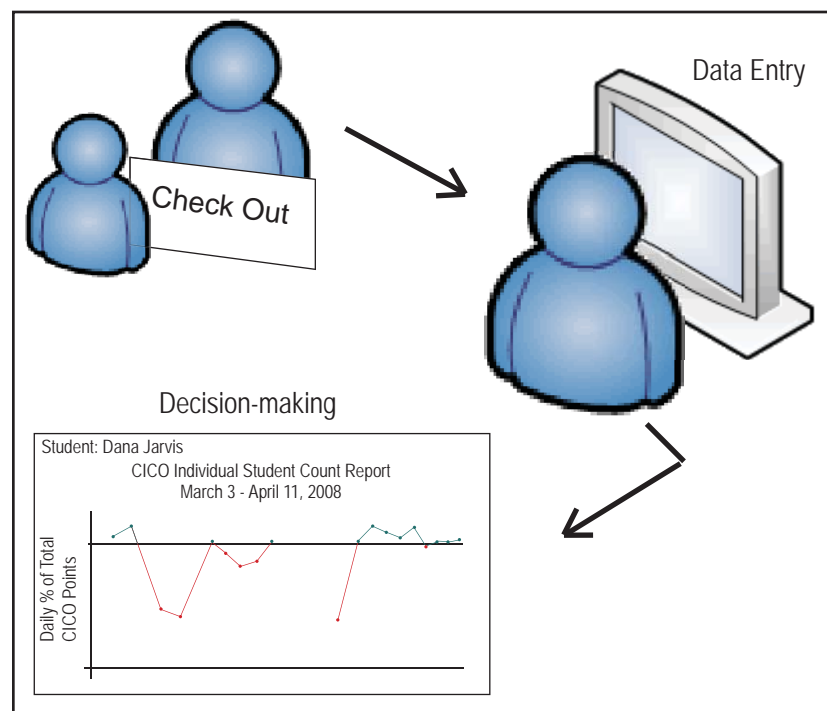 Data Entry
Check Out
Decision-making
Student: Dana Jarvis
CICO Individual Student Count Report
March 3 - April 11, 2008
Daily % of Total
CICO Points